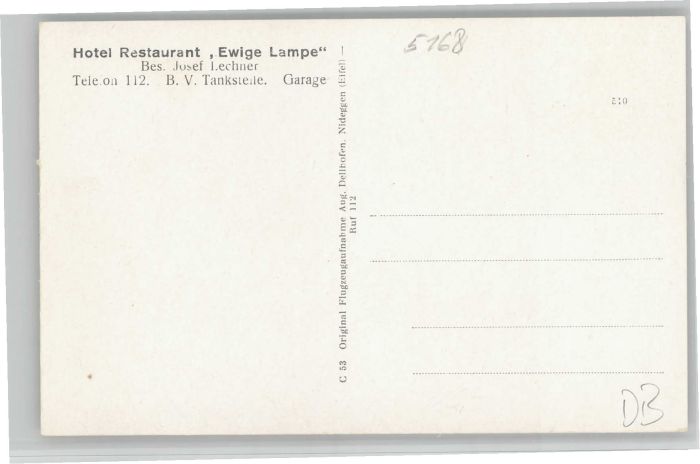 Hotel Restaurant „Ewige Lampe“
Bes. Josef Lechner
Telefon 112. B. V. Tankstelle. Garage
C 53 Original Flugzeugaufnahme Aug. Dellhofen, Nideggen (Eifel) —
Ruf 112
5168
510
DB